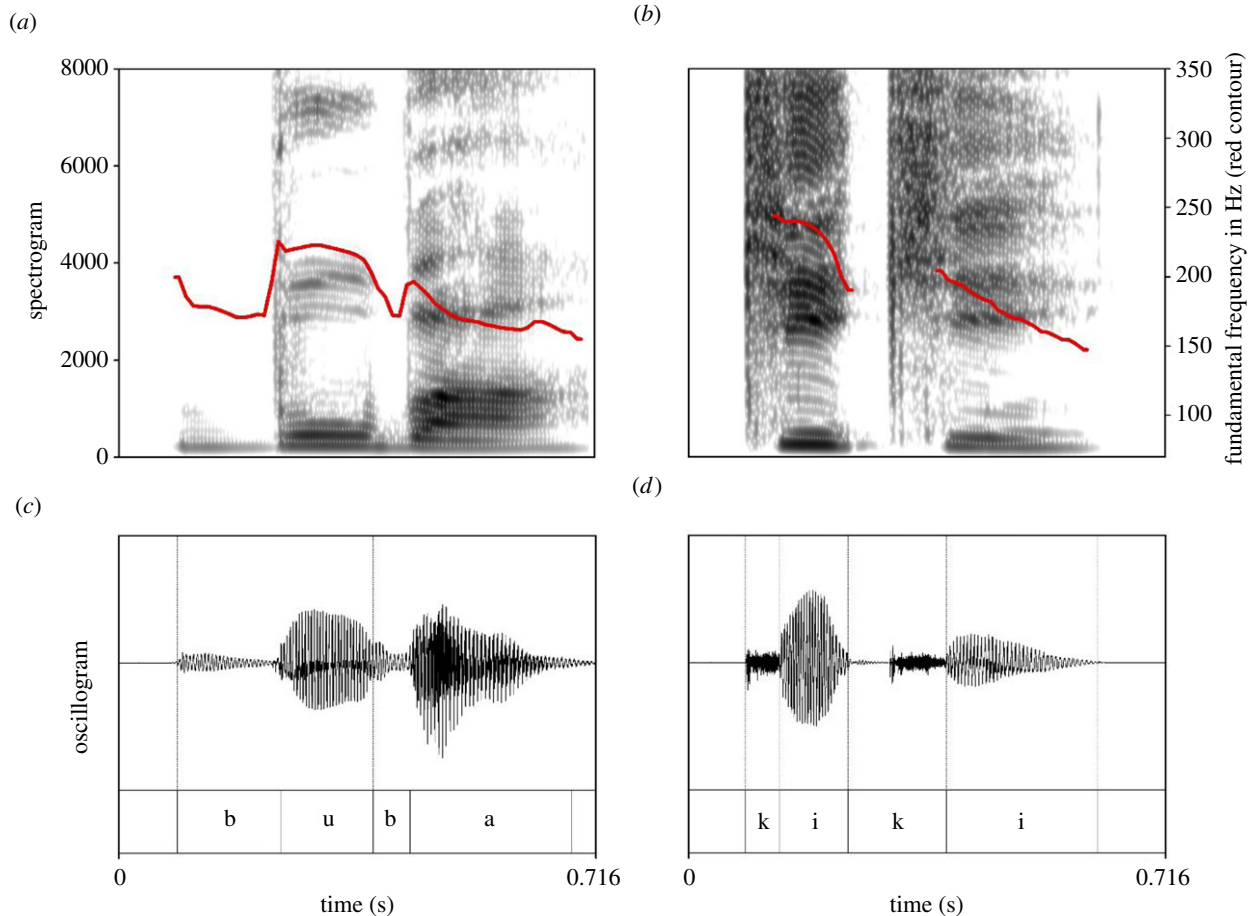 (a)
(b)
8000
6000
4000
2000
0
spectrogram
350
300
250
200
150
100
fundamental frequency in Hz (red contour)
(c)
(d)
oscillogram
b u b a
k i k i
0 0.716
time (s)
0 0.716
time (s)